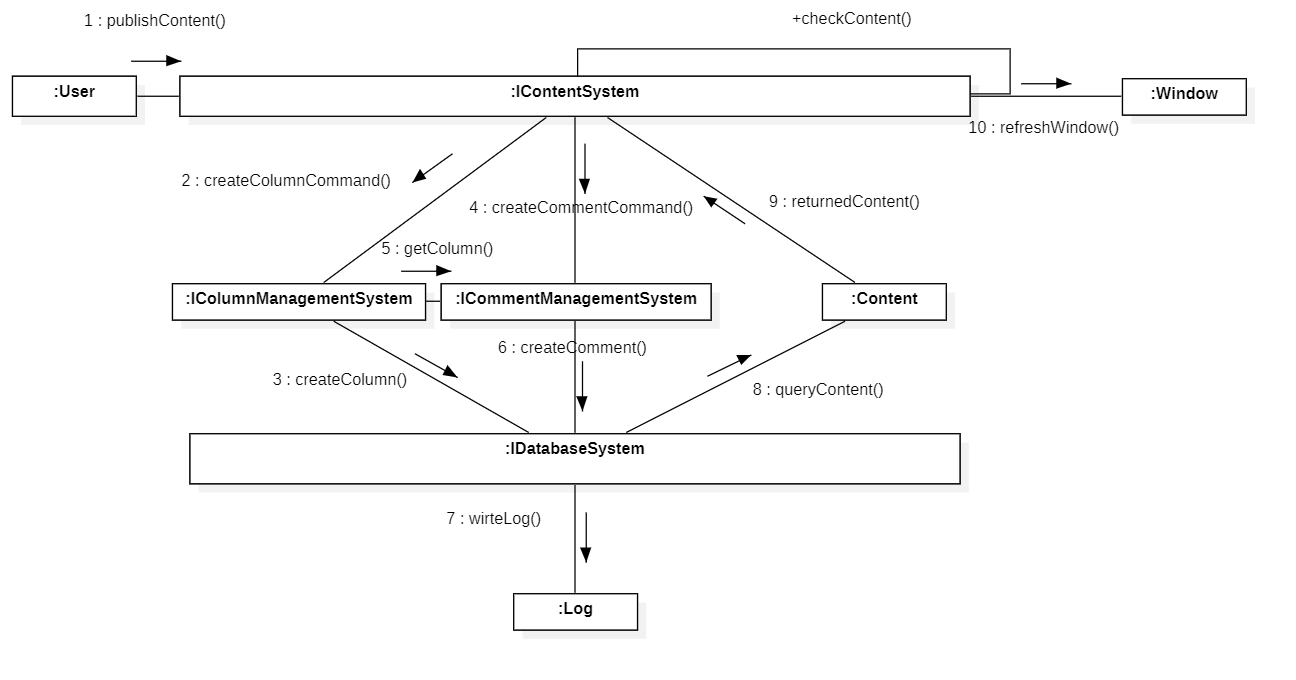 1 : publishContent()
+checkContent()
:User
:IContentSystem
:Window
10 : refreshWindow()
2 : createColumnCommand()
4 : createCommentCommand()
9 : returnedContent()
5 : getColumn()
:IColumnManagementSystem
:ICommentManagementSystem
:Content
6 : createComment()
3 : createColumn()
8 : queryContent()
:IDatabaseSystem
7 : wirteLog()
:Log